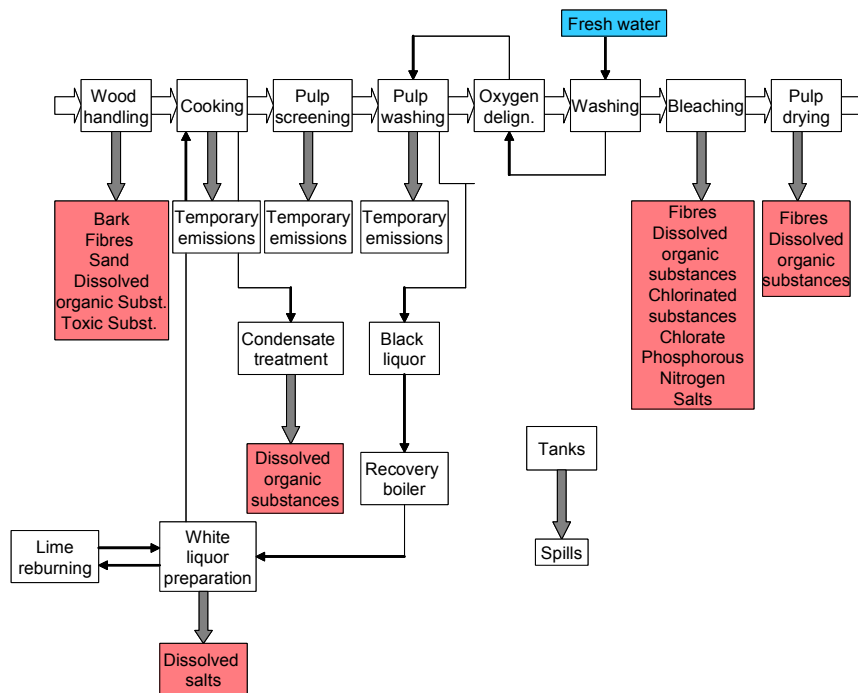 Fresh water
Wood
handling
Cooking
Pulp
screening
Pulp
washing
Oxygen
delign.
Washing
Bleaching
Pulp
drying
Bark
Fibres
Sand
Dissolved
organic Subst.
Toxic Subst.
Temporary
emissions
Temporary
emissions
Temporary
emissions
Fibres
Dissolved
organic
substances
Chlorinated
substances
Chlorate
Phosphorous
Nitrogen
Salts
Fibres
Dissolved
organic
substances
Condensate
treatment
Black
liquor
Dissolved
organic
substances
Recovery
boiler
Tanks
Spills
Lime
reburning
White
liquor
preparation
Dissolved
salts